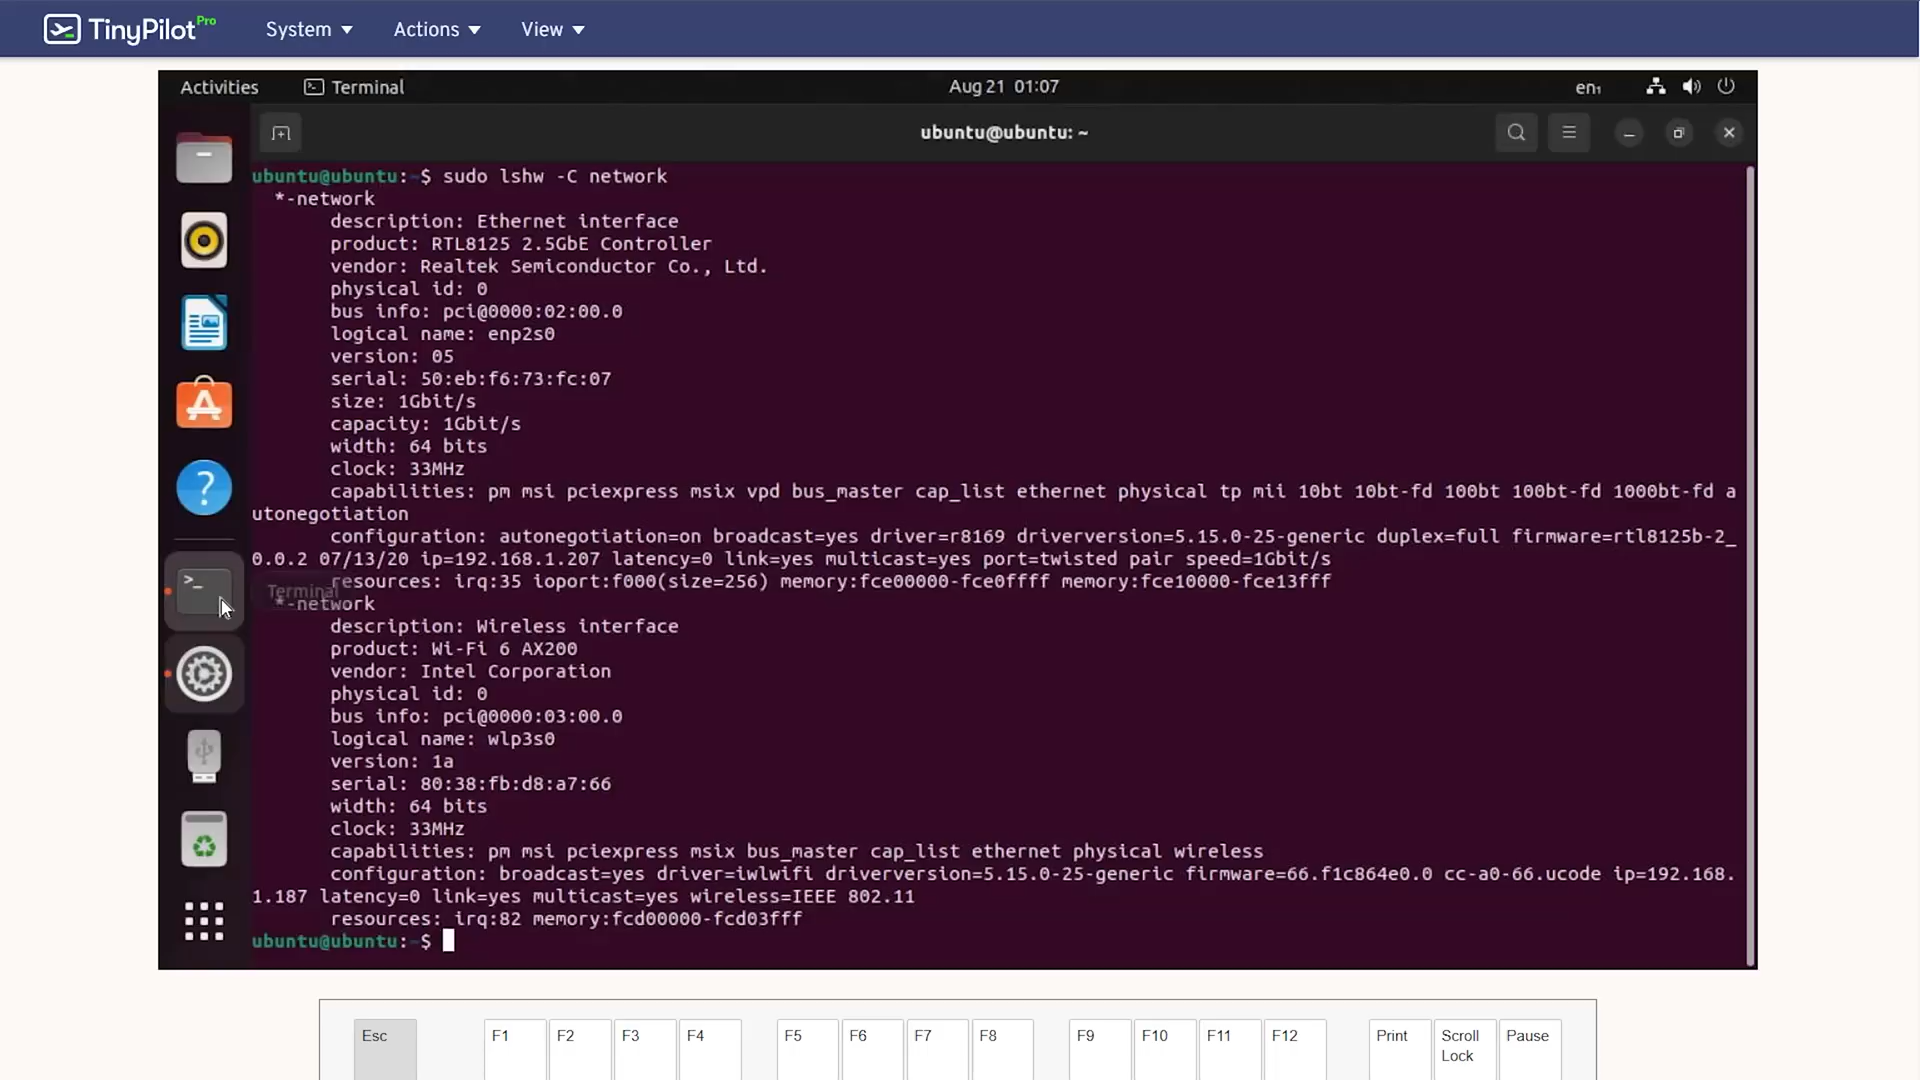 TinyPilot Pro System Actions View
Activities Terminal Aug 21 01:07 en₁
ubuntu@ubuntu: ~
ubuntu@ubuntu:~$ sudo lshw -C network
*-network
description: Ethernet interface
product: RTL8125 2.5GbE Controller
vendor: Realtek Semiconductor Co., Ltd.
physical id: 0
bus info: pci@0000:02:00.0
logical name: enp2s0
version: 05
serial: 50:eb:f6:73:fc:07
size: 1Gbit/s
capacity: 1Gbit/s
width: 64 bits
clock: 33MHz
capabilities: pm msi pciexpress msix vpd bus_master cap_list ethernet physical tp mii 10bt 10bt-fd 100bt 100bt-fd 1000bt-fd a
utonegotiation
configuration: autonegotiation=on broadcast=yes driver=r8169 driverversion=5.15.0-25-generic duplex=full firmware=rtl8125b-2_
0.0.2 07/13/20 ip=192.168.1.207 latency=0 link=yes multicast=yes port=twisted pair speed=1Gbit/s
resources: irq:35 ioport:f000(size=256) memory:fce00000-fce0ffff memory:fce10000-fce13fff
Terminal
*-network
description: Wireless interface
product: Wi-Fi 6 AX200
vendor: Intel Corporation
physical id: 0
bus info: pci@0000:03:00.0
logical name: wlp3s0
version: 1a
serial: 80:38:fb:d8:a7:66
width: 64 bits
clock: 33MHz
capabilities: pm msi pciexpress msix bus_master cap_list ethernet physical wireless
configuration: broadcast=yes driver=iwlwifi driverversion=5.15.0-25-generic firmware=66.f1c864e0.0 cc-a0-66.ucode ip=192.168.
1.187 latency=0 link=yes multicast=yes wireless=IEEE 802.11
resources: irq:82 memory:fcd00000-fcd03fff
ubuntu@ubuntu:~$
Esc F1 F2 F3 F4 F5 F6 F7 F8 F9 F10 F11 F12 Print Scroll Pause
Lock